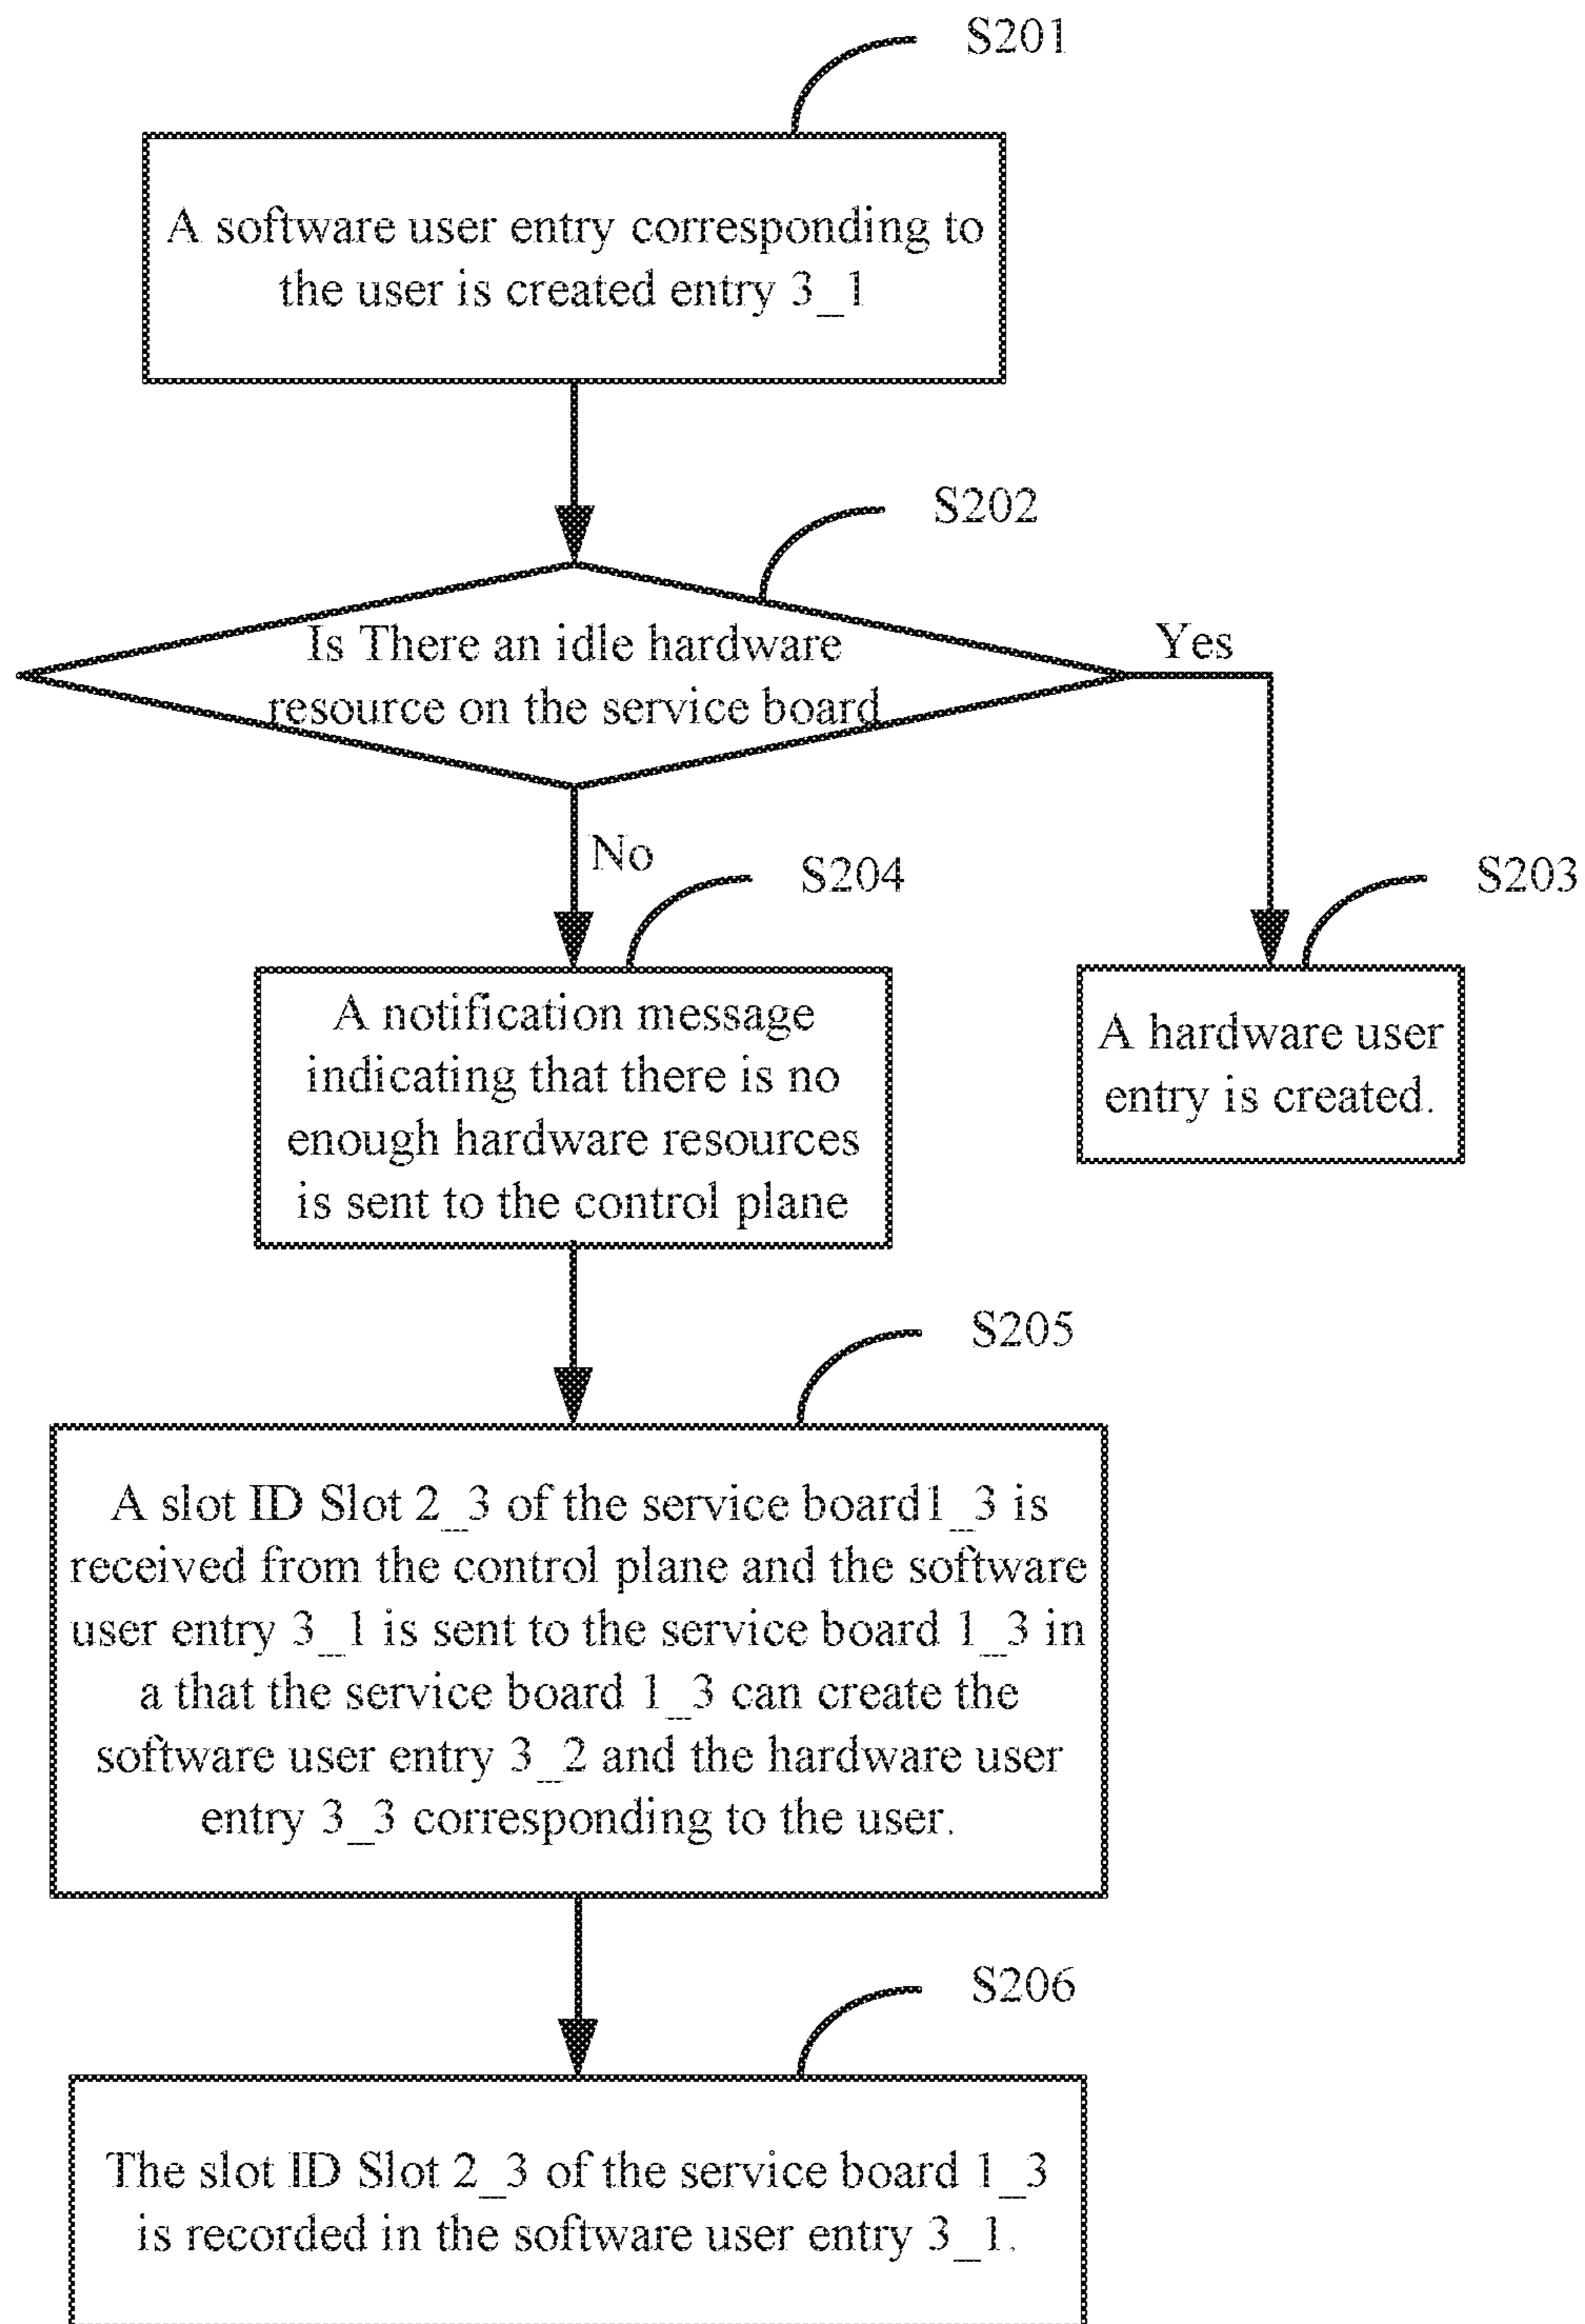 S201
A software user entry corresponding to
the user is created entry 3_1
S202
Is There an idle hardware
resource on the service board
Yes
No
S204
S203
A notification message
indicating that there is no
enough hardware resources
is sent to the control plane
A hardware user
entry is created.
S205
A slot ID Slot 2_3 of the service board1_3 is
received from the control plane and the software
user entry 3_1 is sent to the service board 1_3 in
a that the service board 1_3 can create the
software user entry 3_2 and the hardware user
entry 3_3 corresponding to the user.
S206
The slot ID Slot 2_3 of the service board 1_3
is recorded in the software user entry 3_1.